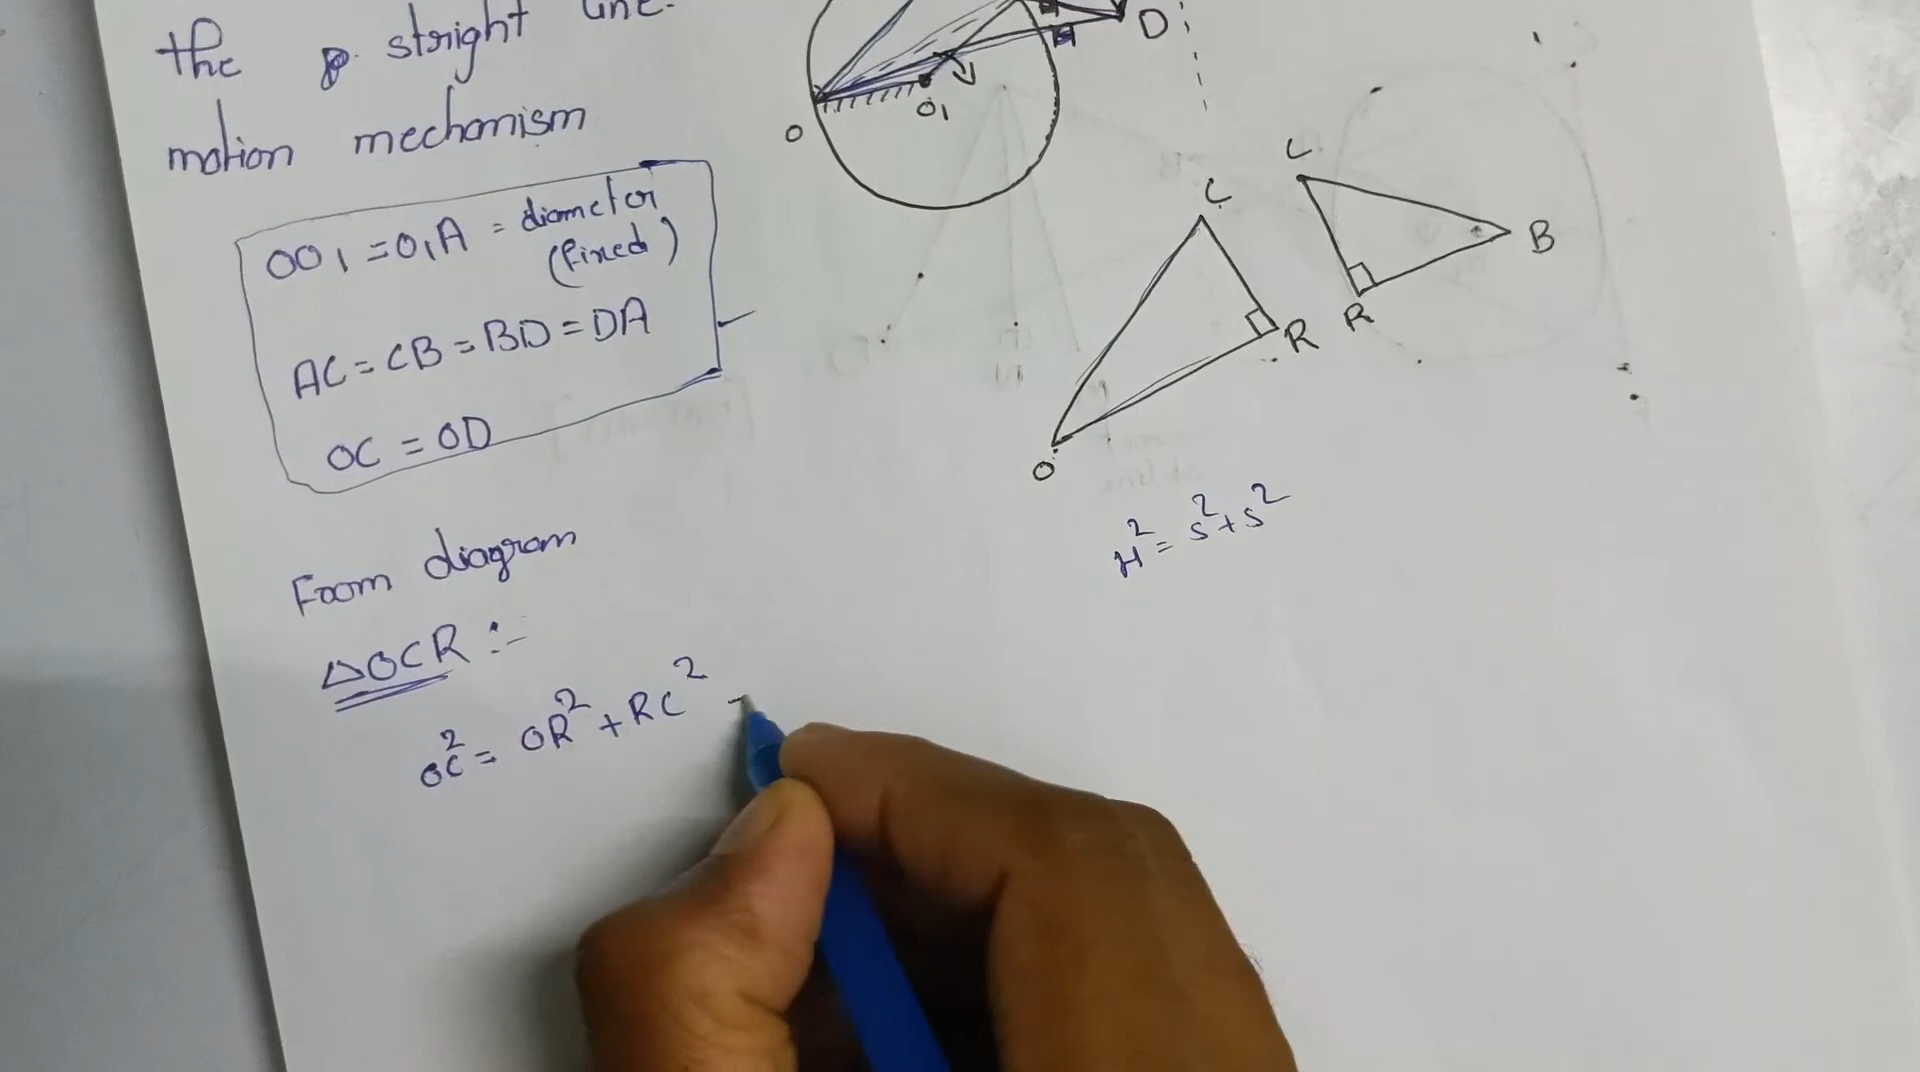 the stright line.
motion mechanism
OO1 = O1A = diameter
(fixed)
AC = CB = BD = DA
OC = OD
From diagram
△OCR :-
OC² = OR² + RC²
D
O1
O
C
R
O
C
B
R
H² = S² + S²